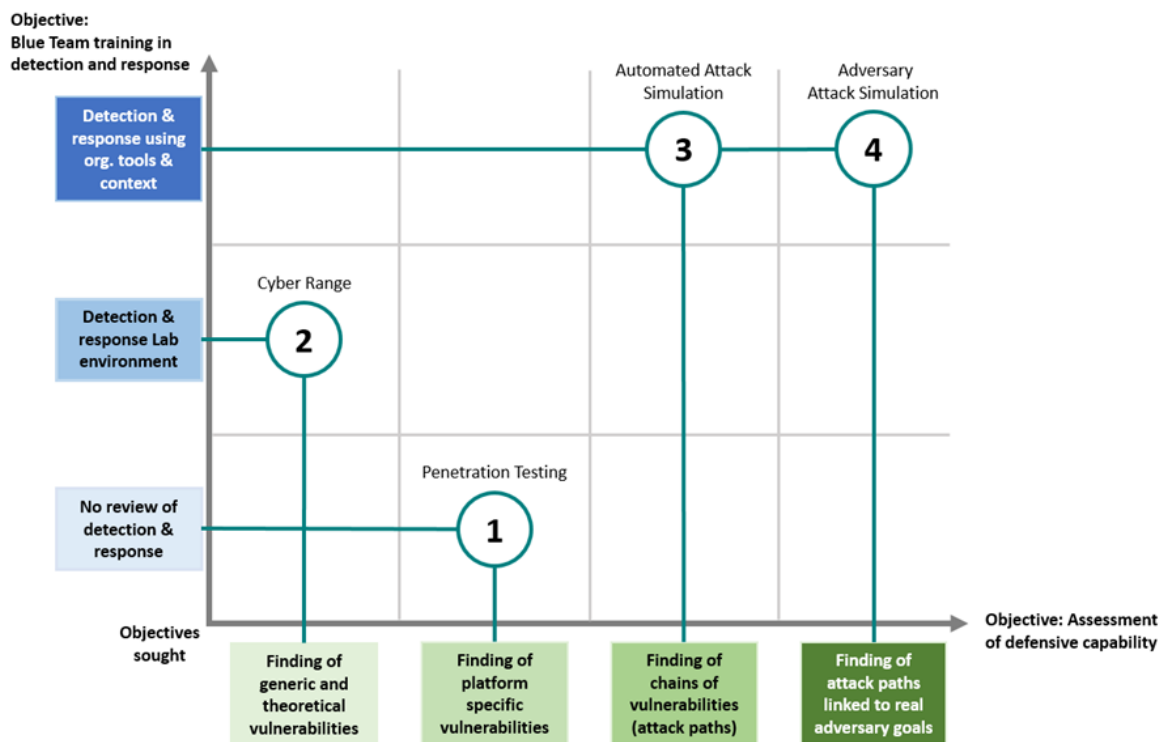 Objective:
Blue Team training in
detection and response
Automated Attack
Simulation
Adversary
Attack Simulation
Detection &
response using
org. tools &
context
3
4
Cyber Range
Detection &
response Lab
environment
2
Penetration Testing
No review of
detection &
response
1
Objectives
sought
Objective: Assessment
of defensive capability
Finding of
generic and
theoretical
vulnerabilities
Finding of
platform
specific
vulnerabilities
Finding of
chains of
vulnerabilities
(attack paths)
Finding of
attack paths
linked to real
adversary goals